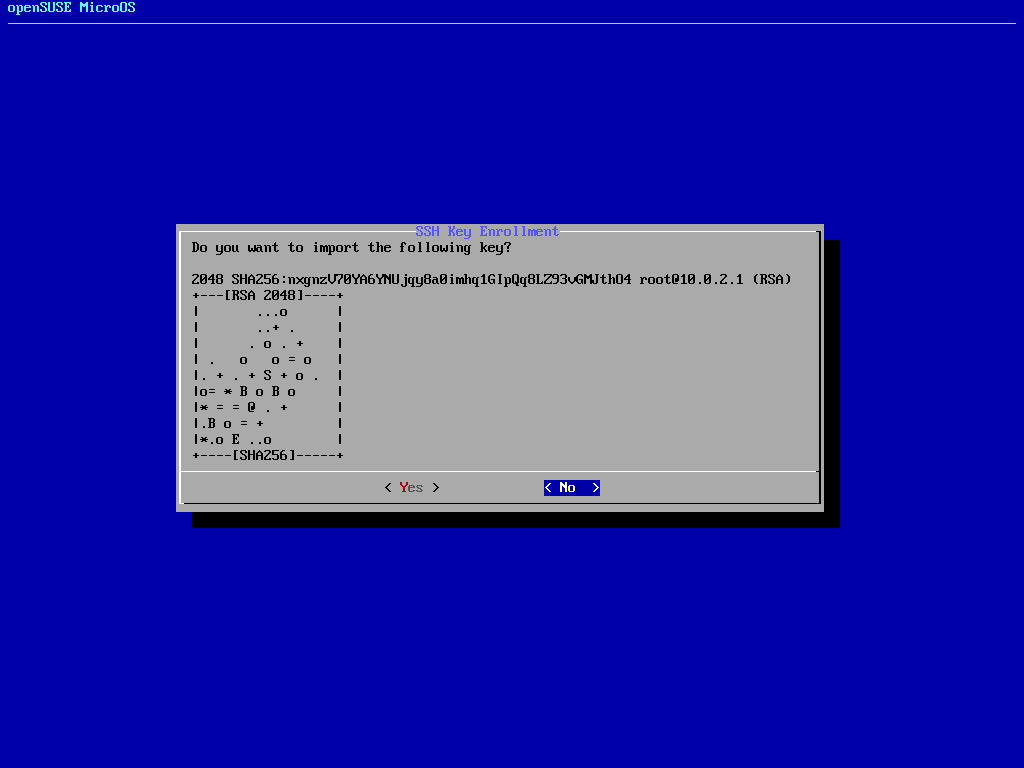 openSUSE MicroOS
SSH Key Enrollment
Do you want to import the following key?
2048 SHA256:nxgnzV70YA6YNUjqy8a0imhq1GIpQq8LZ93vGMJthO4 root@10.0.2.1 (RSA)
+---[RSA 2048]----+
|       ...o      |
|       ..+ .     |
|      . o . +    |
| .   o   o = o   |
|. + . + S + o .  |
|o= * B o B o     |
|* = = @ . +      |
|.B o = +         |
|*.o E ..o        |
+----[SHA256]-----+
< Yes > < No >